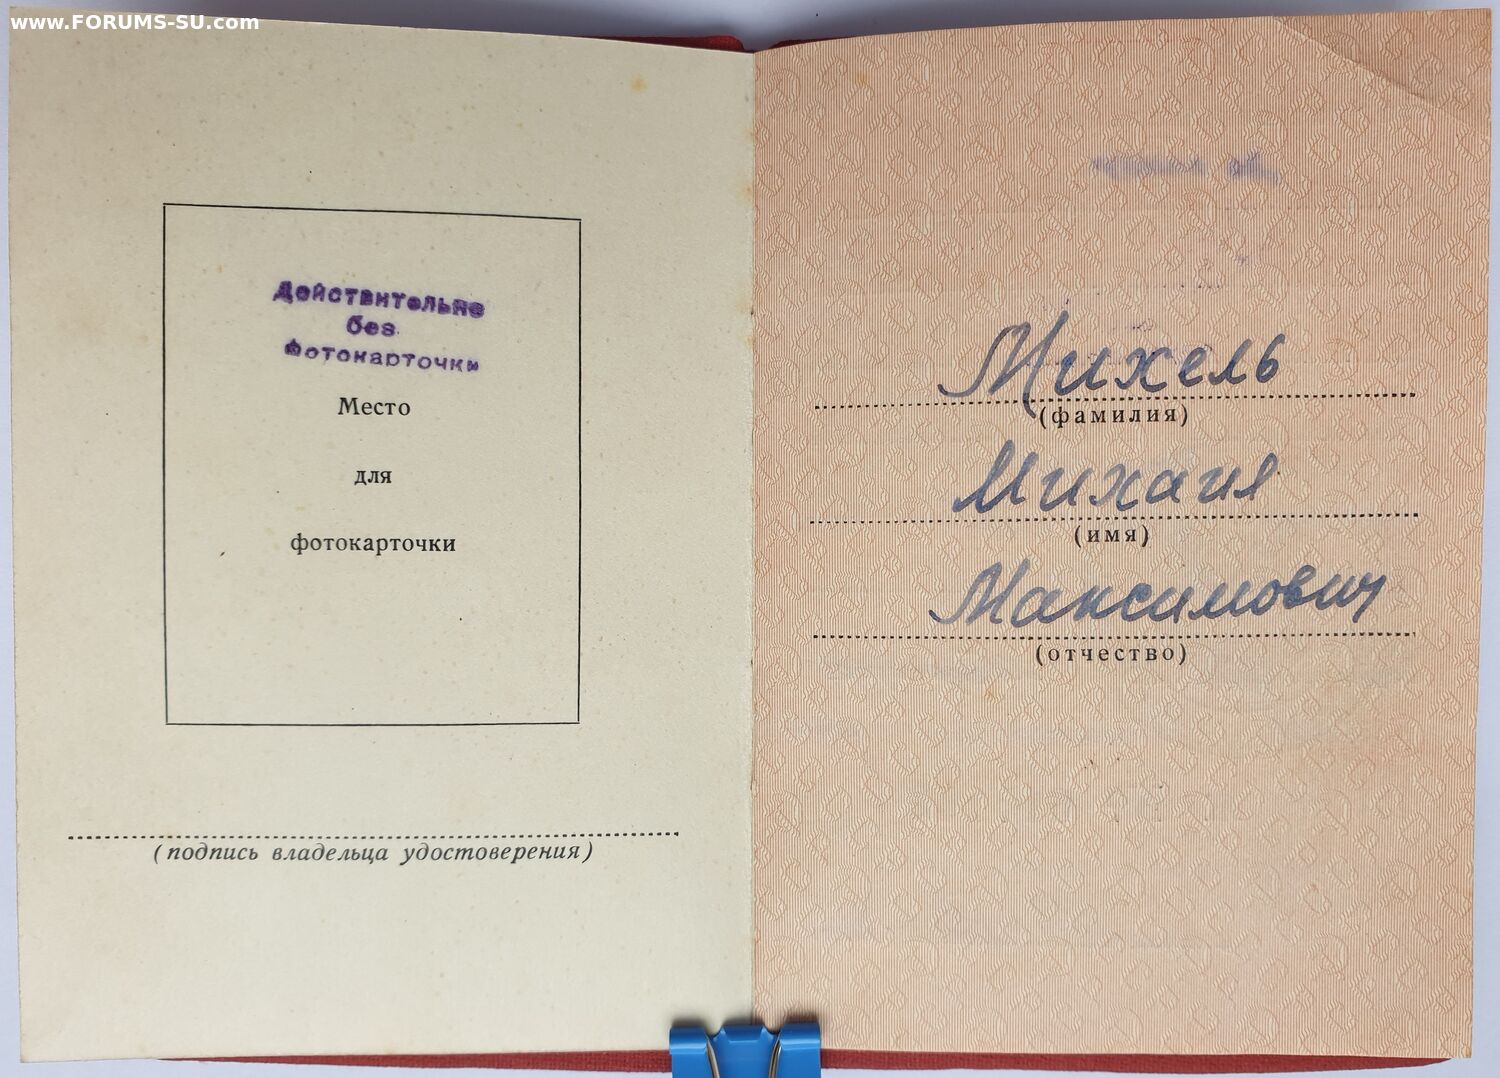 www.FORUMS-SU.com
Действительно
без
фотокарточки
Место
для
фотокарточки
(подпись владельца удостоверения)
Михель
(фамилия)
Михаил
(имя)
Максимович
(отчество)